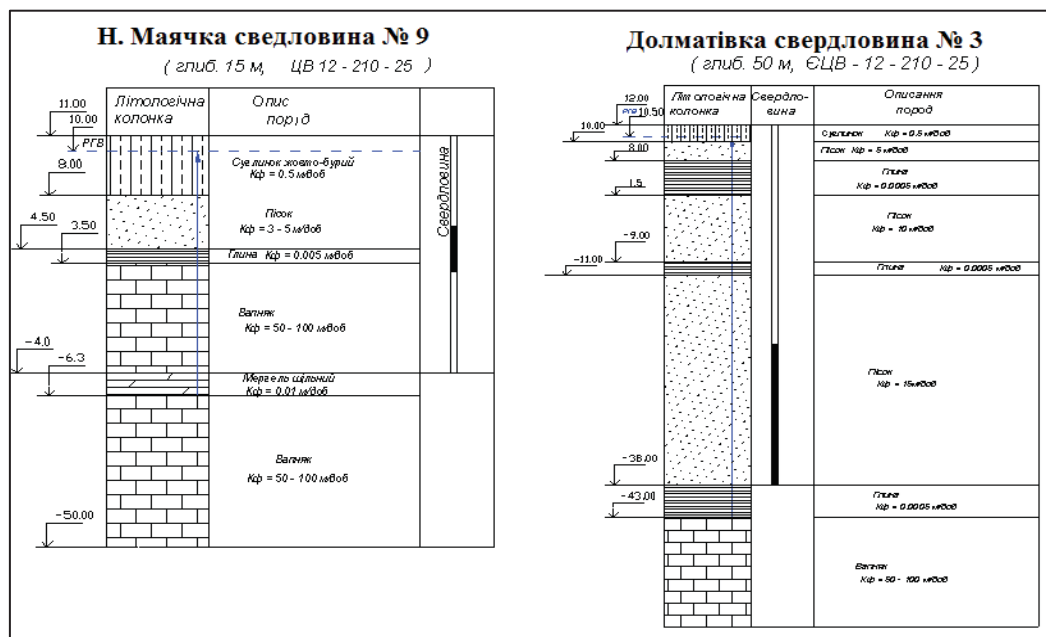 Н. Маячка сведловина № 9
( глиб. 15 м, ЦВ 12 - 210 - 25 )
Літологічна колонка
Опис порід
Свердловина
11.00
10.00
РГВ
8.00
4.50
3.50
-4.0
-6.3
-50.00
Суглинок жовто-бурий
Кф = 0.5 м/доб
Пісок
Кф = 3 - 5 м/доб
Глина Кф = 0.005 м/доб
Вапняк
Кф = 50 - 100 м/доб
Мергель щільний
Кф = 0.01 м/доб
Вапняк
Кф = 50 - 100 м/доб
Долматівка свердловина № 3
( глиб. 50 м, ЄЦВ - 12 - 210 - 25 )
Літологічна колонка
Свердло-
вина
Описання
пород
12.00
РГВ 10.50
10.00
8.00
1.5
-9.00
-11.00
-38.00
-43.00
Суглинок Кф = 0.5 м/доб
Пісок Кф = 5 м/доб
Глина
Кф = 0.0005 м/доб
Пісок
Кф = 10 м/доб
Глина Кф = 0.0005 м/доб
Пісок
Кф = 15м/доб
Глина
Кф = 0.0005 м/доб
Вапняк
Кф = 50 - 100 м/доб